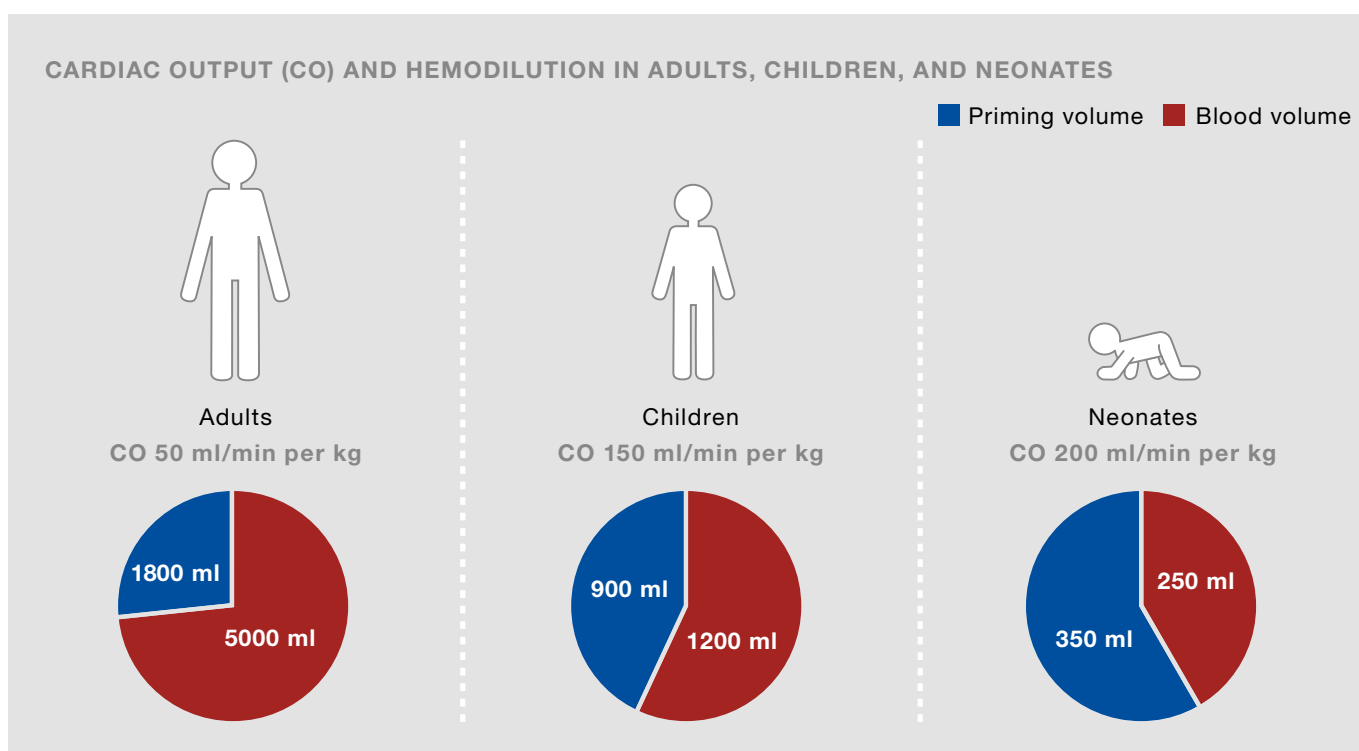 CARDIAC OUTPUT (CO) AND HEMODILUTION IN ADULTS, CHILDREN, AND NEONATES
Priming volume Blood volume
Adults
CO 50 ml/min per kg
1800 ml
5000 ml
Children
CO 150 ml/min per kg
900 ml
1200 ml
Neonates
CO 200 ml/min per kg
250 ml
350 ml